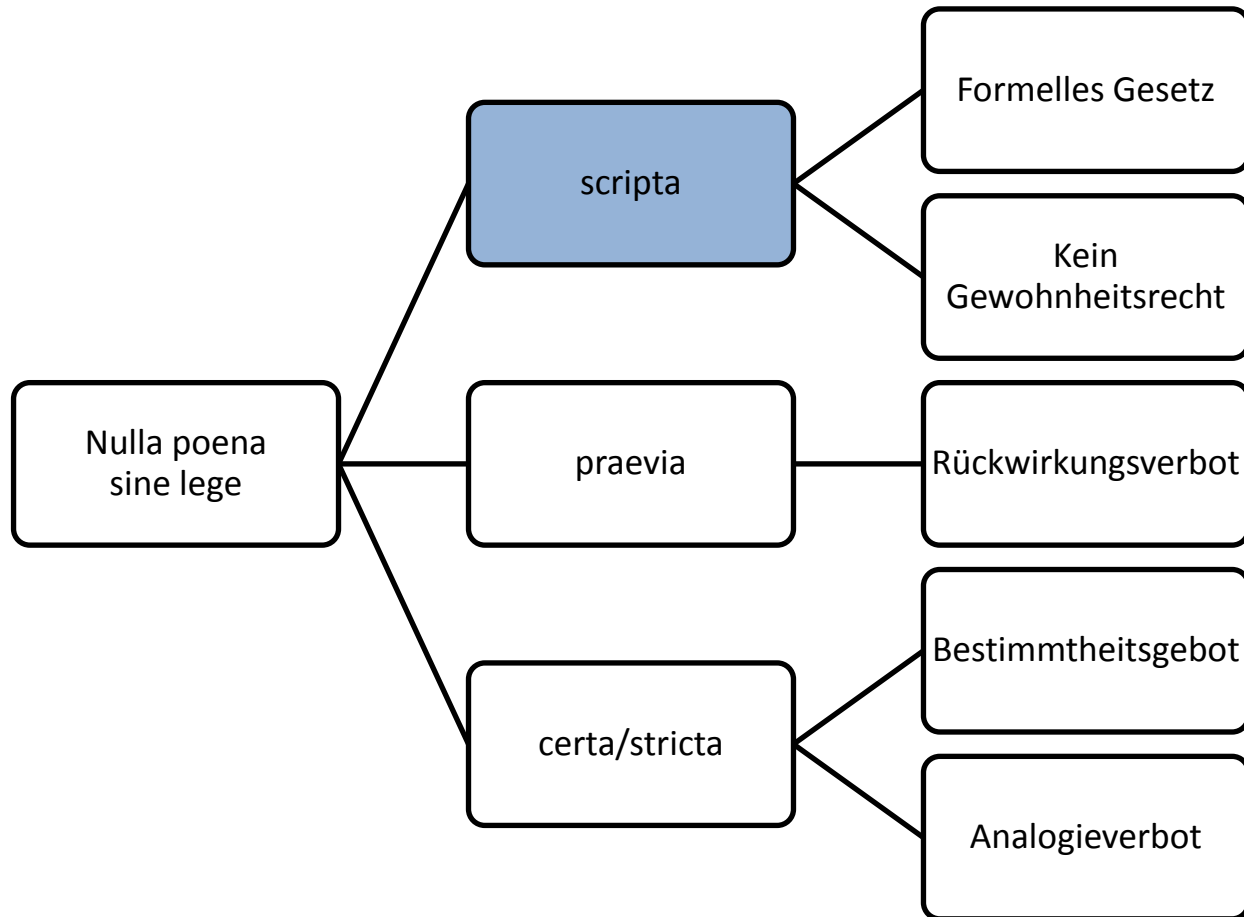 Nulla poena
sine lege
scripta
Formelles Gesetz
Kein
Gewohnheitsrecht
praevia
Rückwirkungsverbot
certa/stricta
Bestimmtheitsgebot
Analogieverbot